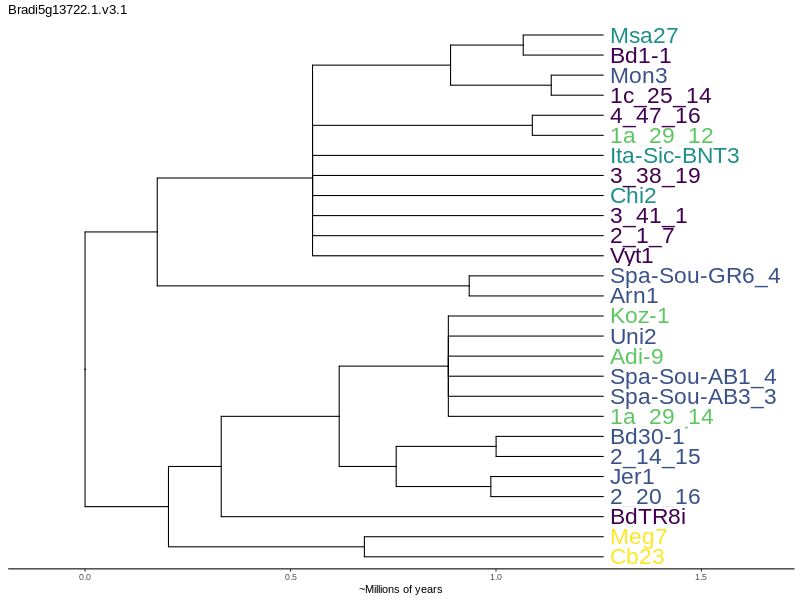 Bradi5g13722.1.v3.1
Msa27
Bd1-1
Mon3
1c_25_14
4_47_16
1a_29_12
Ita-Sic-BNT3
3_38_19
Chi2
3_41_1
2_1_7
Vyt1
Spa-Sou-GR6_4
Arn1
Koz-1
Uni2
Adi-9
Spa-Sou-AB1_4
Spa-Sou-AB3_3
1a_29_14
Bd30-1
2_14_15
Jer1
2_20_16
BdTR8i
Meg7
Cb23
0.0 0.5 1.0 1.5
~Millions of years